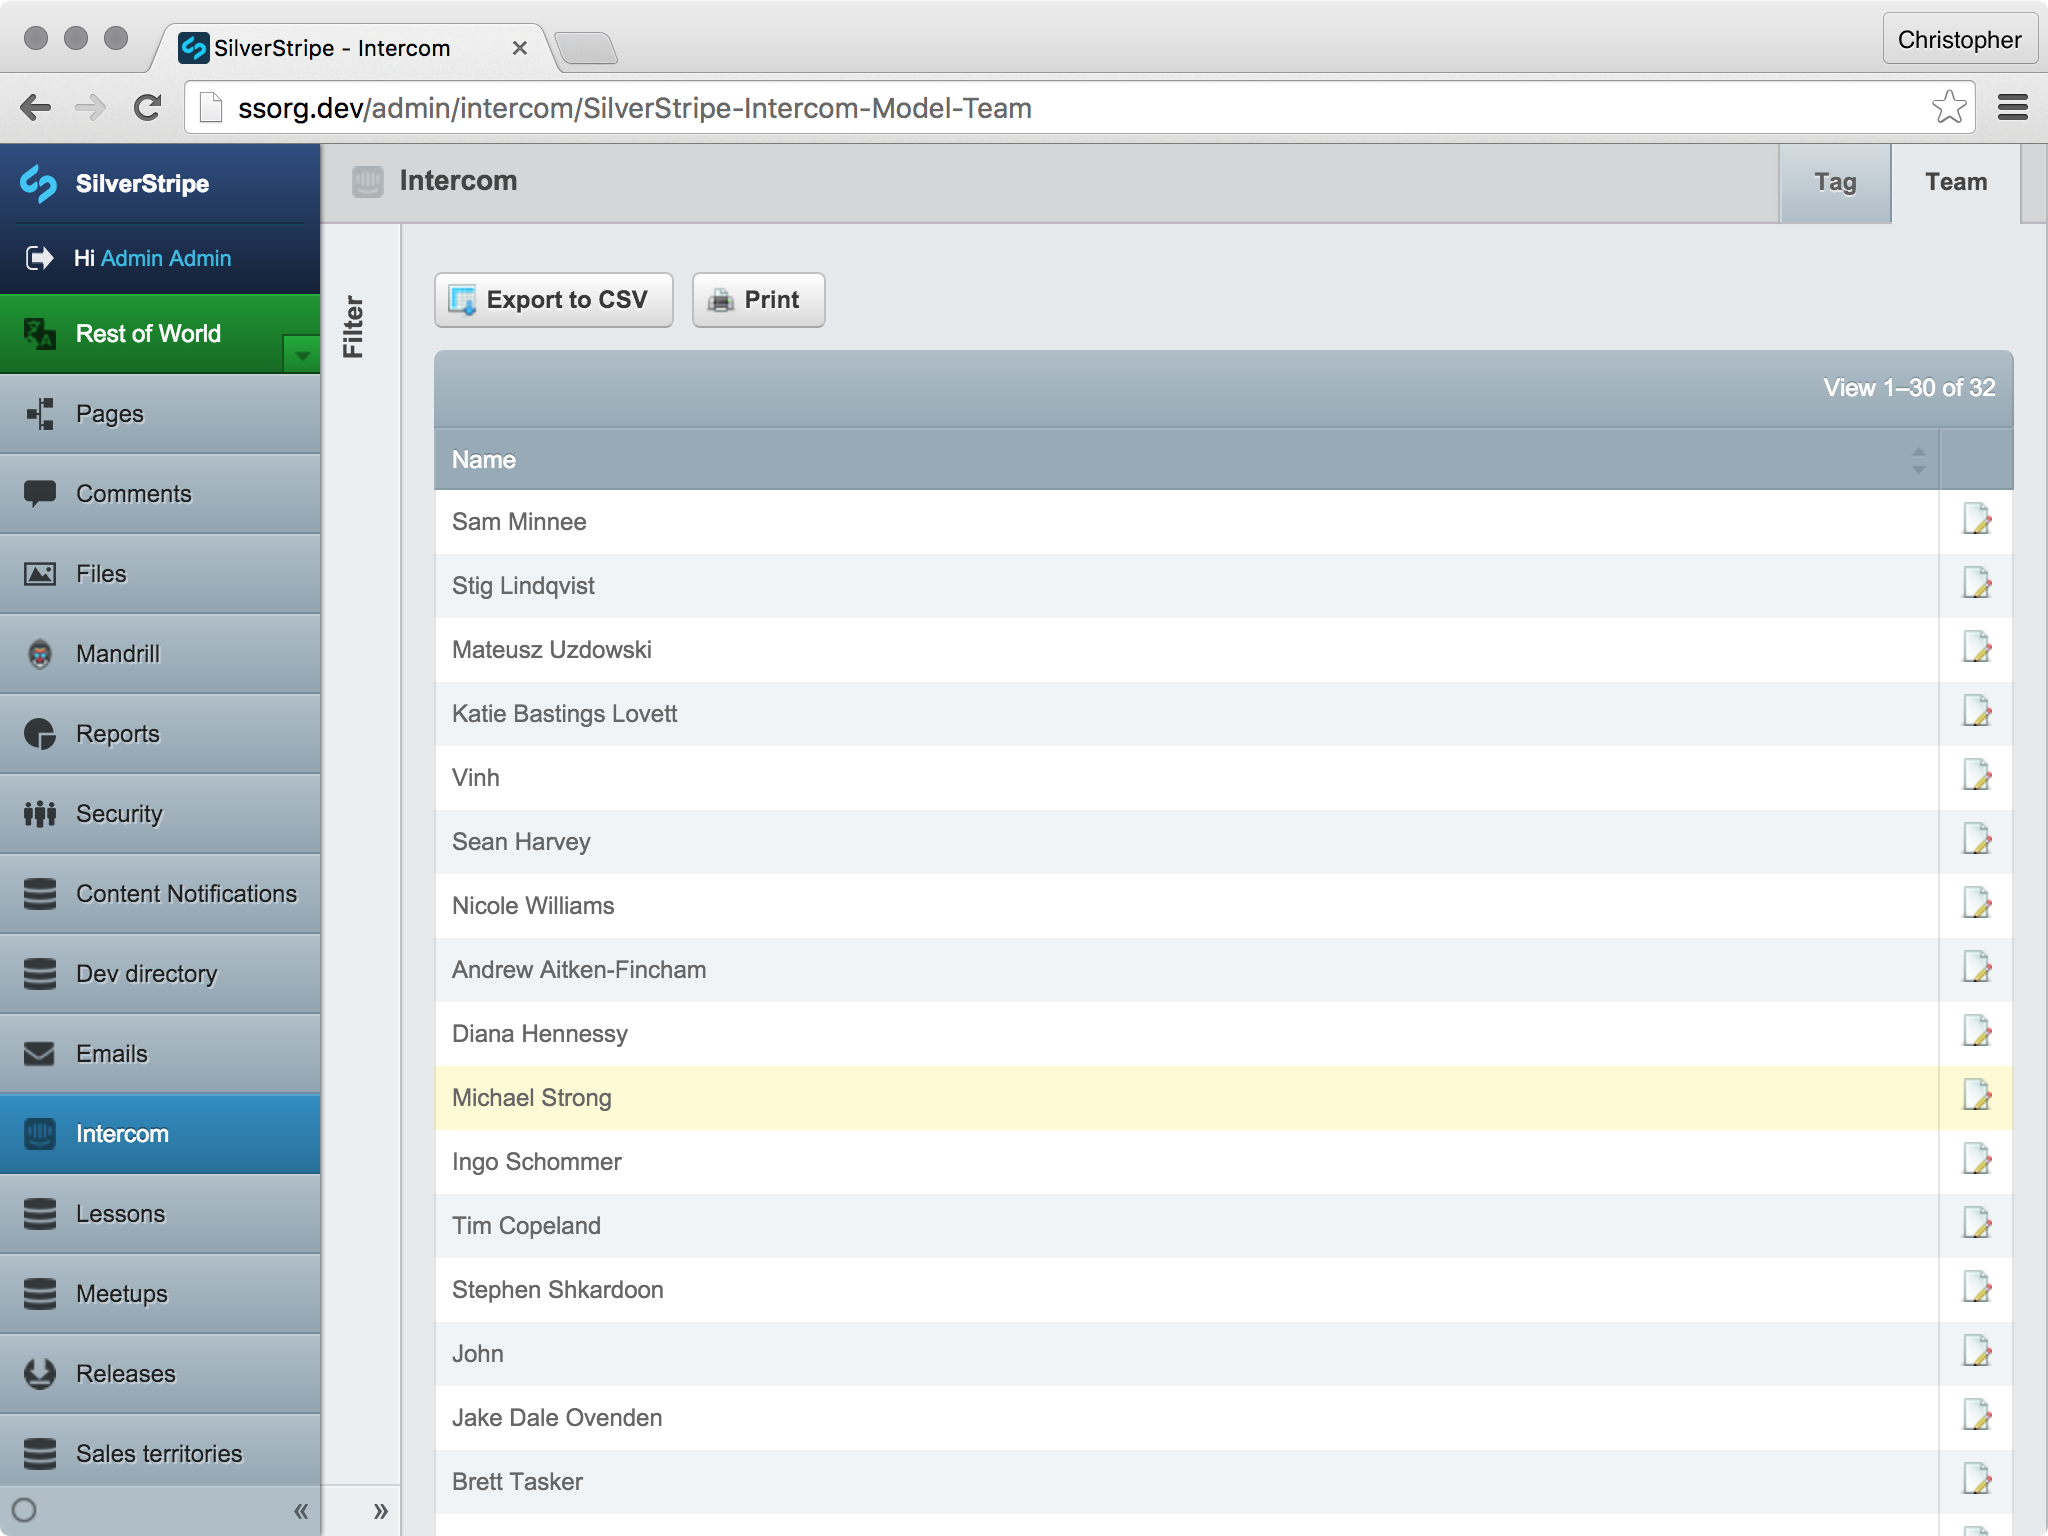 SilverStripe - Intercom
Christopher
ssorg.dev/admin/intercom/SilverStripe-Intercom-Model-Team
SilverStripe
Hi Admin Admin
Rest of World
Pages
Comments
Files
Mandrill
Reports
Security
Content Notifications
Dev directory
Emails
Intercom
Lessons
Meetups
Releases
Sales territories
«
Intercom
Tag
Team
Filter
»
Export to CSV
Print
View 1–30 of 32
Name
Sam Minnee
Stig Lindqvist
Mateusz Uzdowski
Katie Bastings Lovett
Vinh
Sean Harvey
Nicole Williams
Andrew Aitken-Fincham
Diana Hennessy
Michael Strong
Ingo Schommer
Tim Copeland
Stephen Shkardoon
John
Jake Dale Ovenden
Brett Tasker